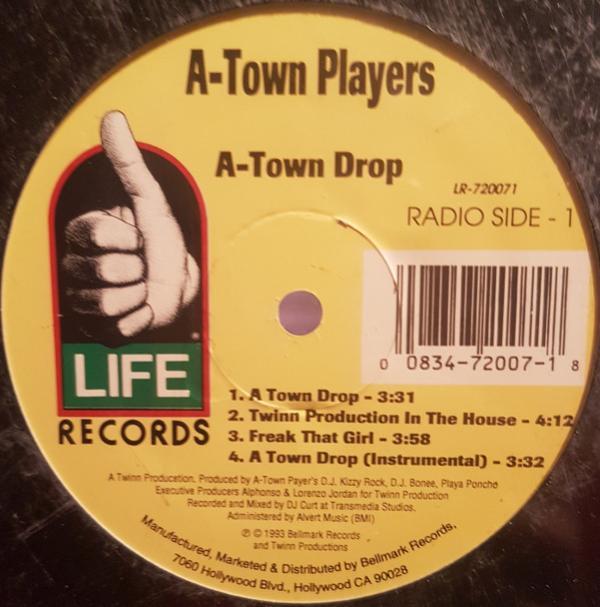 A-Town Players
A-Town Drop
LR-720071
RADIO SIDE - 1
LIFE
®
RECORDS
0 0834-72007-1 8
1. A Town Drop - 3:31
2. Twinn Production In The House - 4:12
3. Freak That Girl - 3:58
4. A Town Drop (Instrumental) - 3:32
A Twinn Production. Produced by A-Town Payer's D.J. Kizzy Rock, D.J. Bonee, Playa Poncho
Executive Producers Alphonso & Lorenzo Jordan for Twinn Production
Recorded and Mixed by DJ Curt at Transmedia Studios.
Administered by Alvert Music (BMI)
℗ © 1993 Bellmark Records
and Twinn Productions
Manufactured, Marketed & Distributed by Bellmark Records,
7060 Hollywood Blvd., Hollywood CA 90028